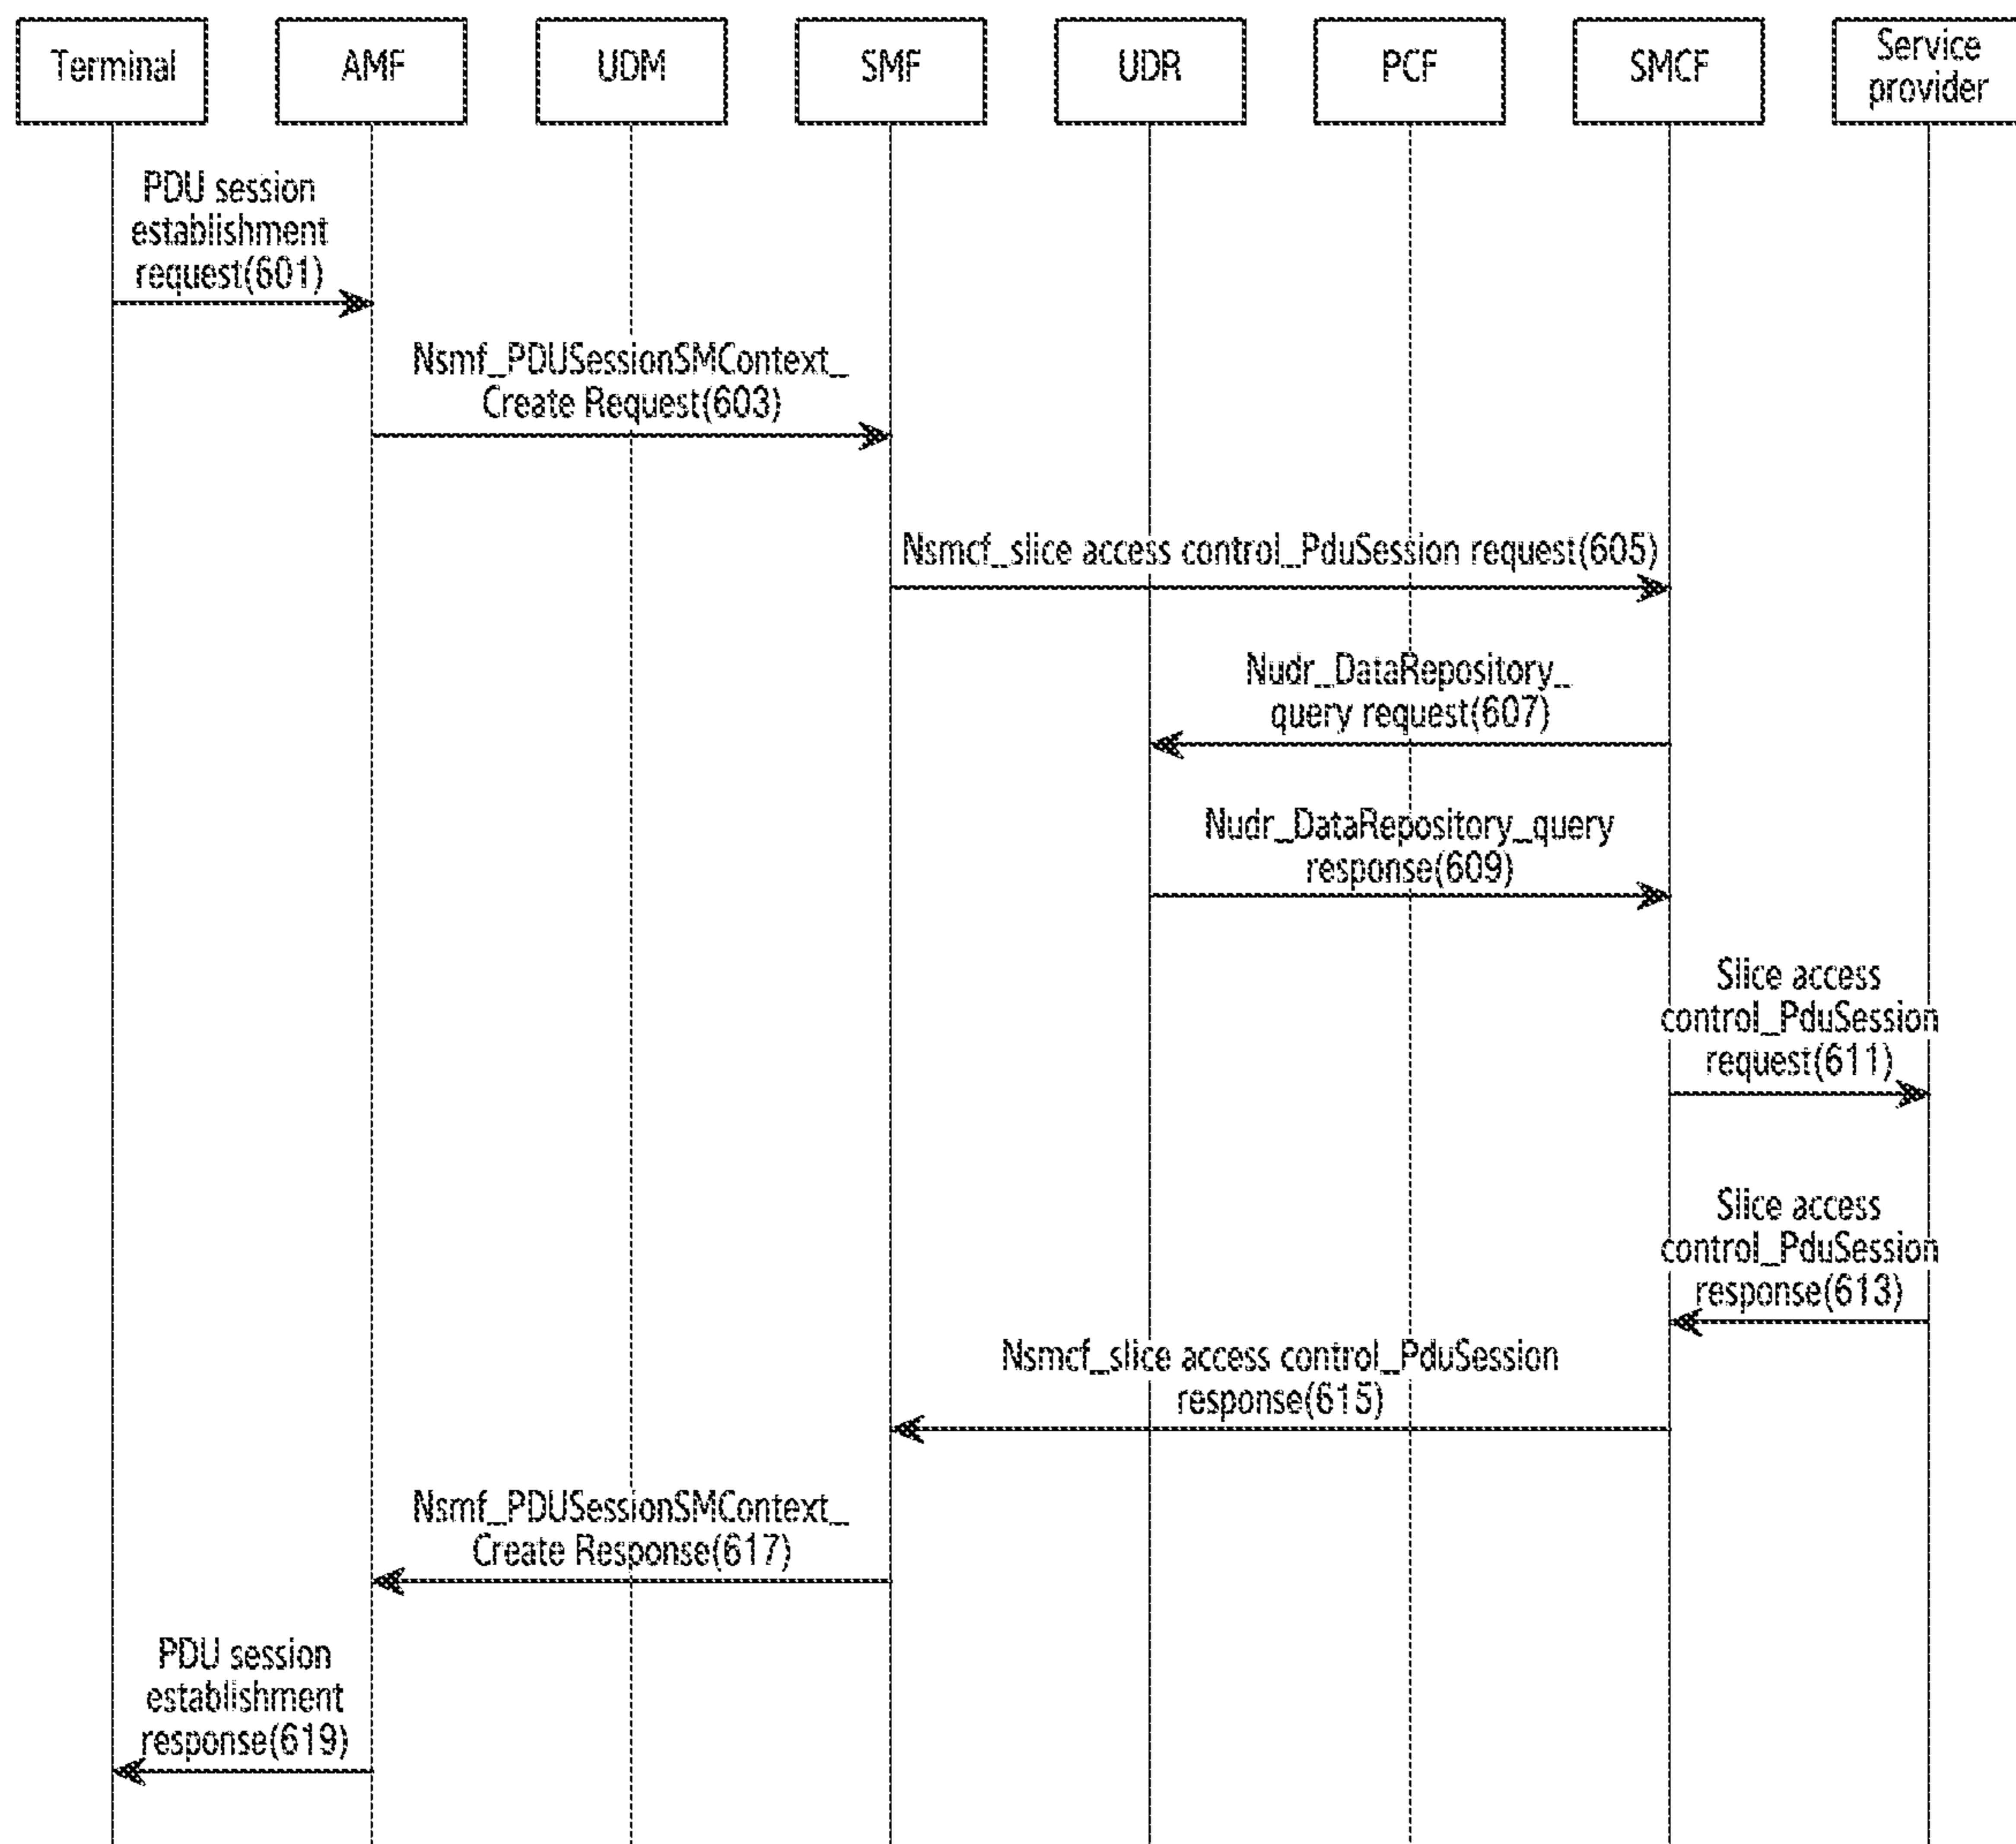 Terminal
AMF
UDM
SMF
UDR
PCF
SMCF
Service
provider
PDU session
establishment
request(601)
Nsmf_PDUSessionSMContext_
Create Request(603)
Nsmcf_slice access control_PduSession request(605)
Nudr_DataRepository_
query request(607)
Nudr_DataRepository_query
response(609)
Slice access
control_PduSession
request(611)
Slice access
control_PduSession
response(613)
Nsmcf_slice access control_PduSession
response(615)
Nsmf_PDUSessionSMContext_
Create Response(617)
PDU session
establishment
response(619)